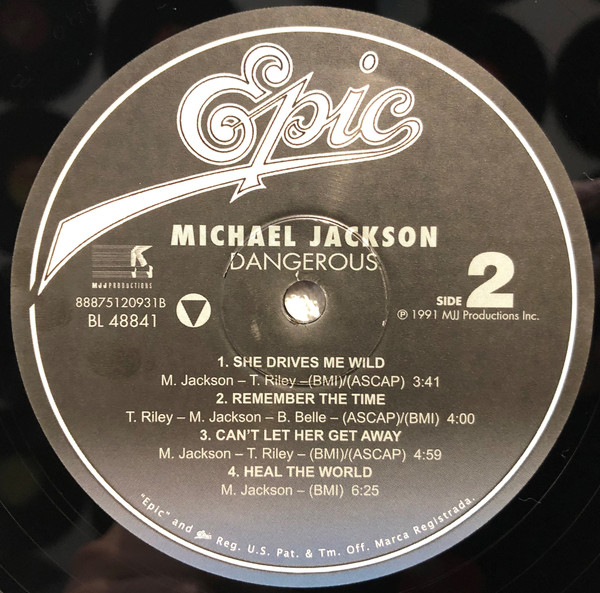 Epic
MICHAEL JACKSON
DANGEROUS
MJJ PRODUCTIONS
88875120931B
BL 48841
SIDE 2
℗ 1991 MJJ Productions Inc.
1. SHE DRIVES ME WILD
M. Jackson – T. Riley –(BMI)/(ASCAP) 3:41
2. REMEMBER THE TIME
T. Riley – M. Jackson – B. Belle – (ASCAP)/(BMI) 4:00
3. CAN'T LET HER GET AWAY
M. Jackson – T. Riley – (BMI)/(ASCAP) 4:59
4. HEAL THE WORLD
M. Jackson – (BMI) 6:25
"Epic" and Epic Reg. U.S. Pat. & Tm. Off. Marca Registrada.